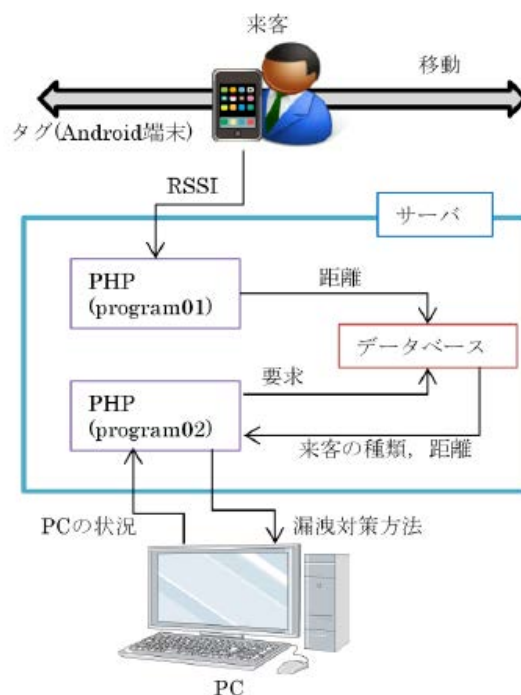 来客
移動
タグ(Android端末)
RSSI
サーバ
PHP
(program01)
距離
データベース
要求
PHP
(program02)
来客の種類，距離
PCの状況
漏洩対策方法
PC